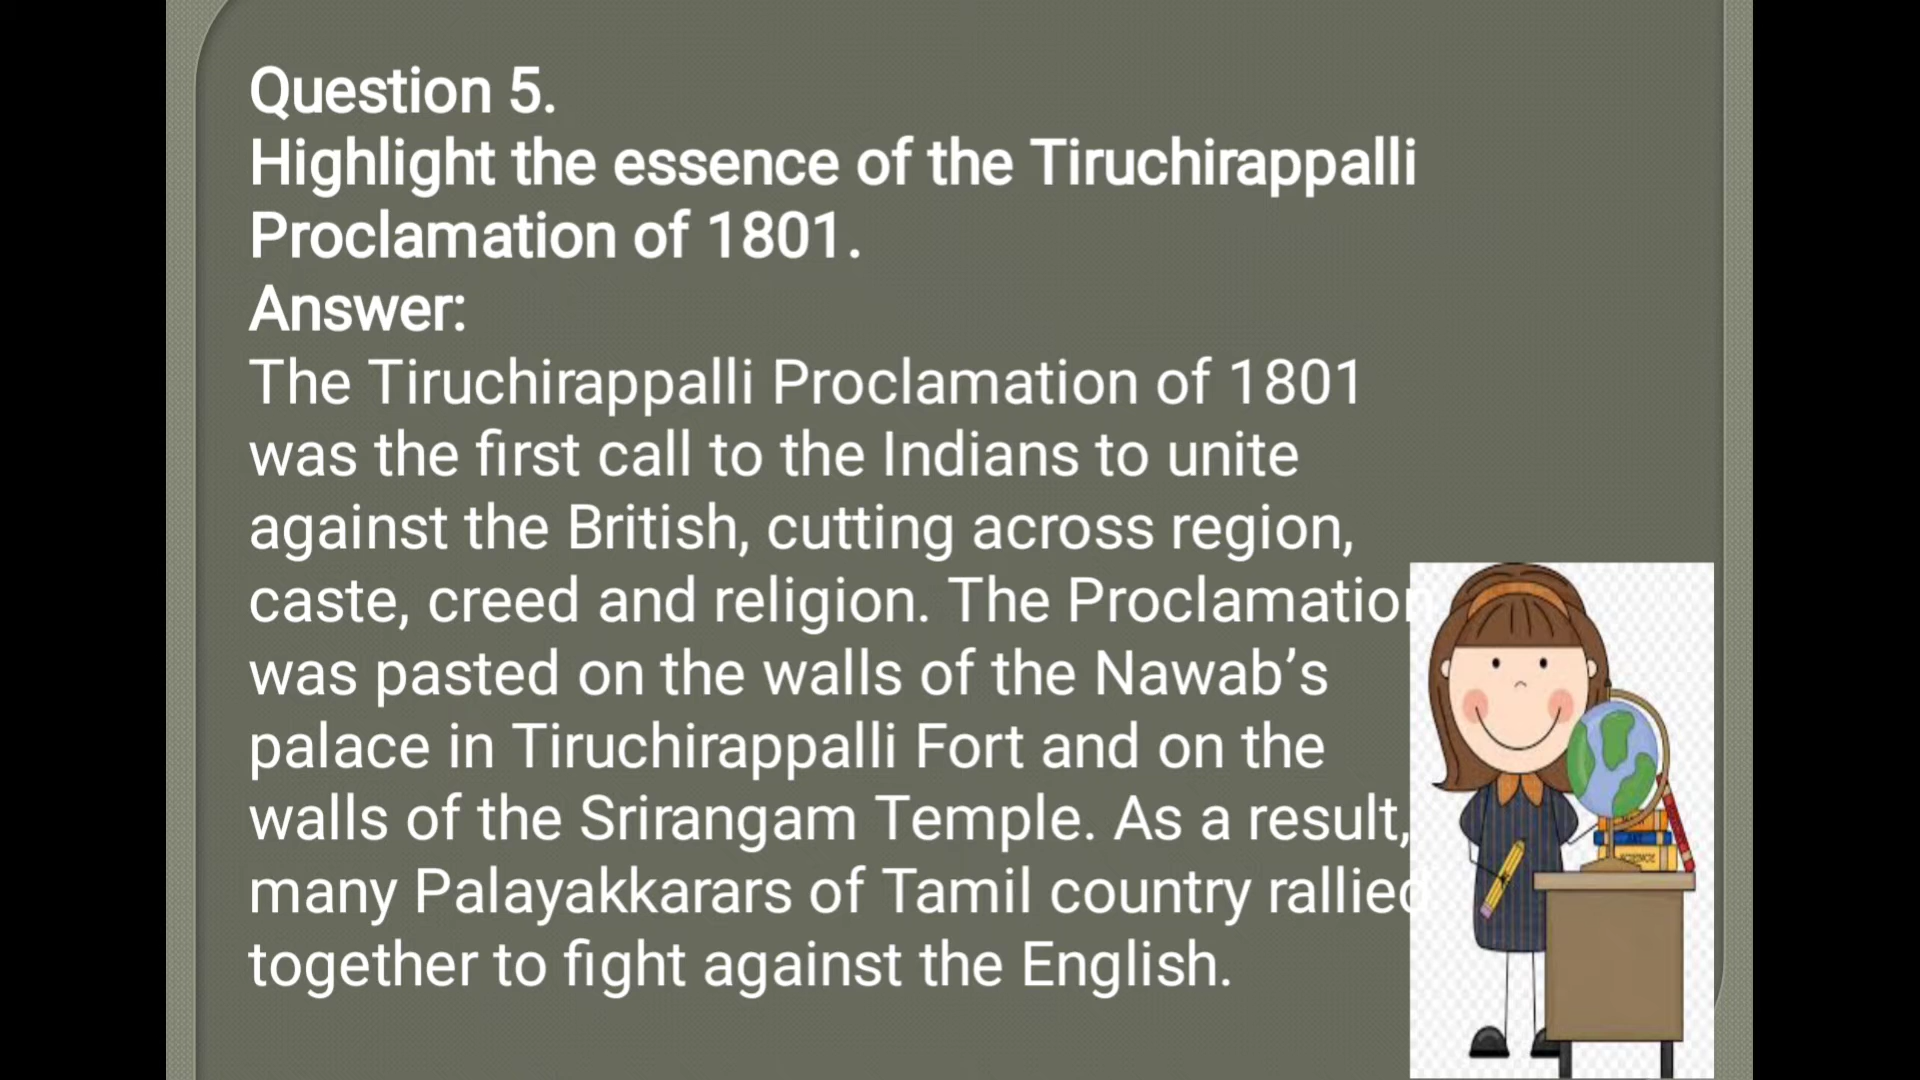 Question 5.
Highlight the essence of the Tiruchirappalli
Proclamation of 1801.
Answer:
The Tiruchirappalli Proclamation of 1801
was the first call to the Indians to unite
against the British, cutting across region,
caste, creed and religion. The Proclamation
was pasted on the walls of the Nawab’s
palace in Tiruchirappalli Fort and on the
walls of the Srirangam Temple. As a result,
many Palayakkarars of Tamil country rallied
together to fight against the English.
SCIENCE